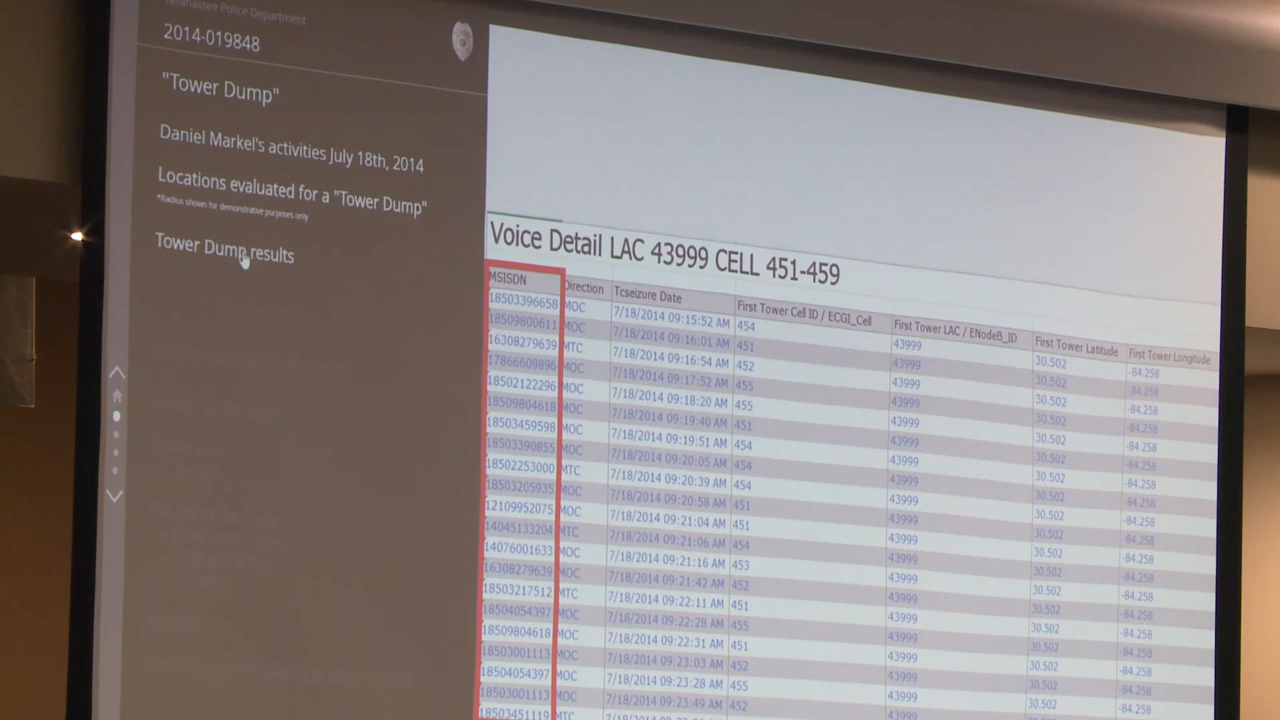 Tallahassee Police Department
2014-019848
"Tower Dump"
Daniel Markel's activities July 18th, 2014
Locations evaluated for a "Tower Dump"
*Radius shown for demonstrative purposes only
Tower Dump results
Voice Detail LAC 43999 CELL 451-459
MSISDN Direction Tcseizure Date First Tower Cell ID / ECGI_Cell First Tower LAC / ENodeB_ID First Tower Latitude First Tower Longitude
18503396658 MOC 7/18/2014 09:15:52 AM 454 43999 30.502 -84.258
18509800611 MOC 7/18/2014 09:16:01 AM 451 43999 30.502 -84.258
16308279639 MTC 7/18/2014 09:16:54 AM 452 43999 30.502 -84.258
17866609896 MOC 7/18/2014 09:17:52 AM 455 43999 30.502 -84.258
18502122296 MOC 7/18/2014 09:18:20 AM 455 43999 30.502 -84.258
18509804618 MOC 7/18/2014 09:19:40 AM 451 43999 30.502 -84.258
18503459598 MOC 7/18/2014 09:19:51 AM 454 43999 30.502 -84.258
18503390855 MOC 7/18/2014 09:20:05 AM 454 43999 30.502 -84.258
18502253000 MTC 7/18/2014 09:20:39 AM 454 43999 30.502 -84.258
18503205935 MOC 7/18/2014 09:20:58 AM 451 43999 30.502 -84.258
12109952075 MOC 7/18/2014 09:21:04 AM 451 43999 30.502 -84.258
14045133204 MTC 7/18/2014 09:21:06 AM 454 43999 30.502 -84.258
14076001633 MOC 7/18/2014 09:21:16 AM 453 43999 30.502 -84.258
16308279639 MOC 7/18/2014 09:21:42 AM 452 43999 30.502 -84.258
18503217512 MTC 7/18/2014 09:22:11 AM 451 43999 30.502 -84.258
18504054397 MOC 7/18/2014 09:22:28 AM 455 43999 30.502 -84.258
18509804618 MOC 7/18/2014 09:22:31 AM 451 43999 30.502 -84.258
18503001113 MOC 7/18/2014 09:23:03 AM 452 43999 30.502 -84.258
18504054397 MOC 7/18/2014 09:23:28 AM 455 43999 30.502
18503001113 MOC 7/18/2014 09:23:49 AM 452 43999
18503451119 MTC